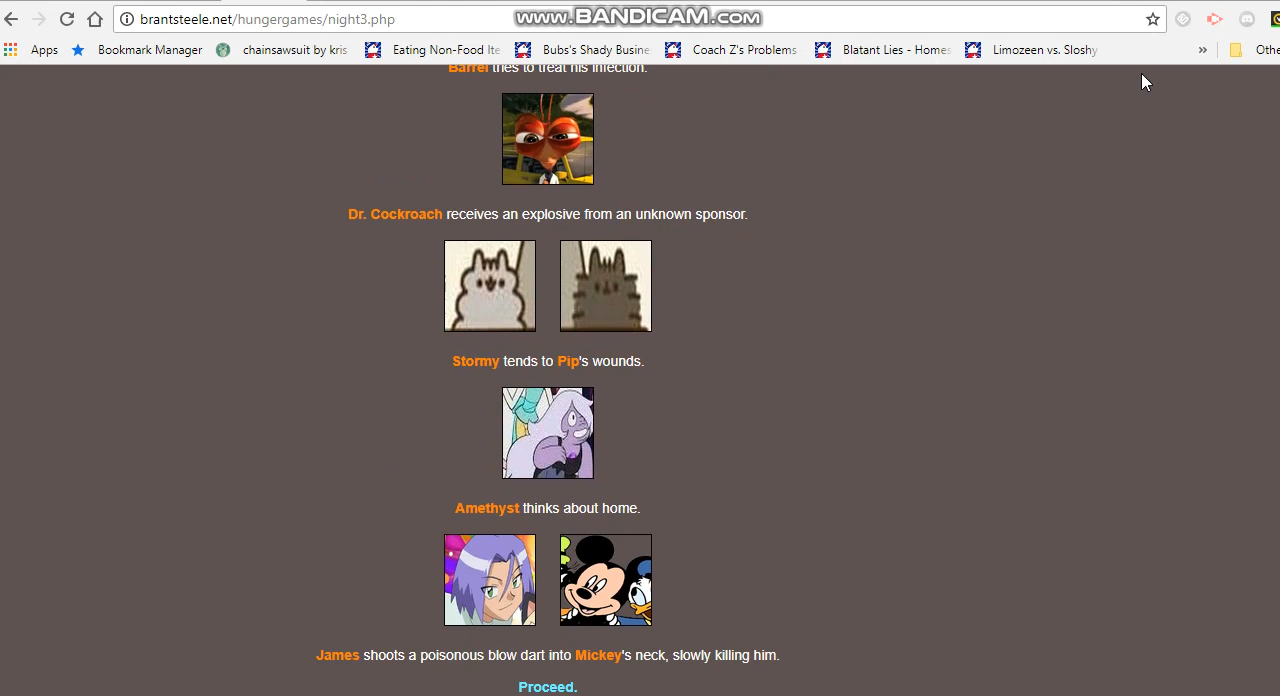 www.BANDICAM.com
brantsteele.net/hungergames/night3.php
Apps Bookmark Manager chainsawsuit by kris Eating Non-Food Ite Bubs's Shady Busine Coach Z's Problems Blatant Lies - Homes Limozeen vs. Sloshy » Othe
Barrel tries to treat his infection.
Dr. Cockroach receives an explosive from an unknown sponsor.
Stormy tends to Pip's wounds.
Amethyst thinks about home.
James shoots a poisonous blow dart into Mickey's neck, slowly killing him.
Proceed.